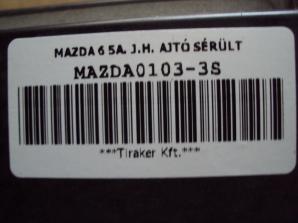 MAZDA 6 5A. J.H. AJTÓ SÉRÜLT
MAZDA0103-3S
***Tiraker Kft.***